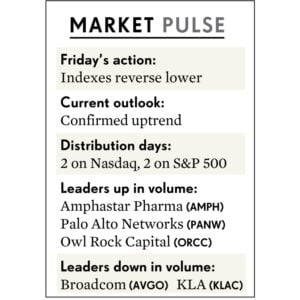 MARKET PULSE
Friday's action:
Indexes reverse lower
Current outlook:
Confirmed uptrend
Distribution days:
2 on Nasdaq, 2 on S&P 500
Leaders up in volume:
Amphastar Pharma (AMPH)
Palo Alto Networks (PANW)
Owl Rock Capital (ORCC)
Leaders down in volume:
Broadcom (AVGO) KLA (KLAC)